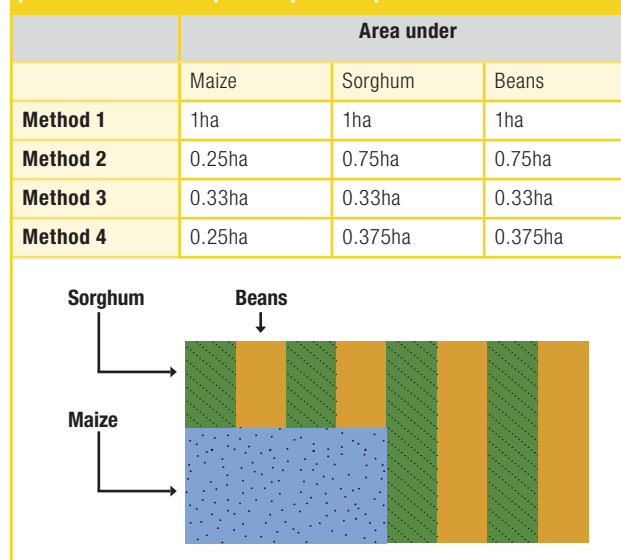 Area under
Maize Sorghum Beans
Method 1 1ha 1ha 1ha
Method 2 0.25ha 0.75ha 0.75ha
Method 3 0.33ha 0.33ha 0.33ha
Method 4 0.25ha 0.375ha 0.375ha
Sorghum Beans
Maize